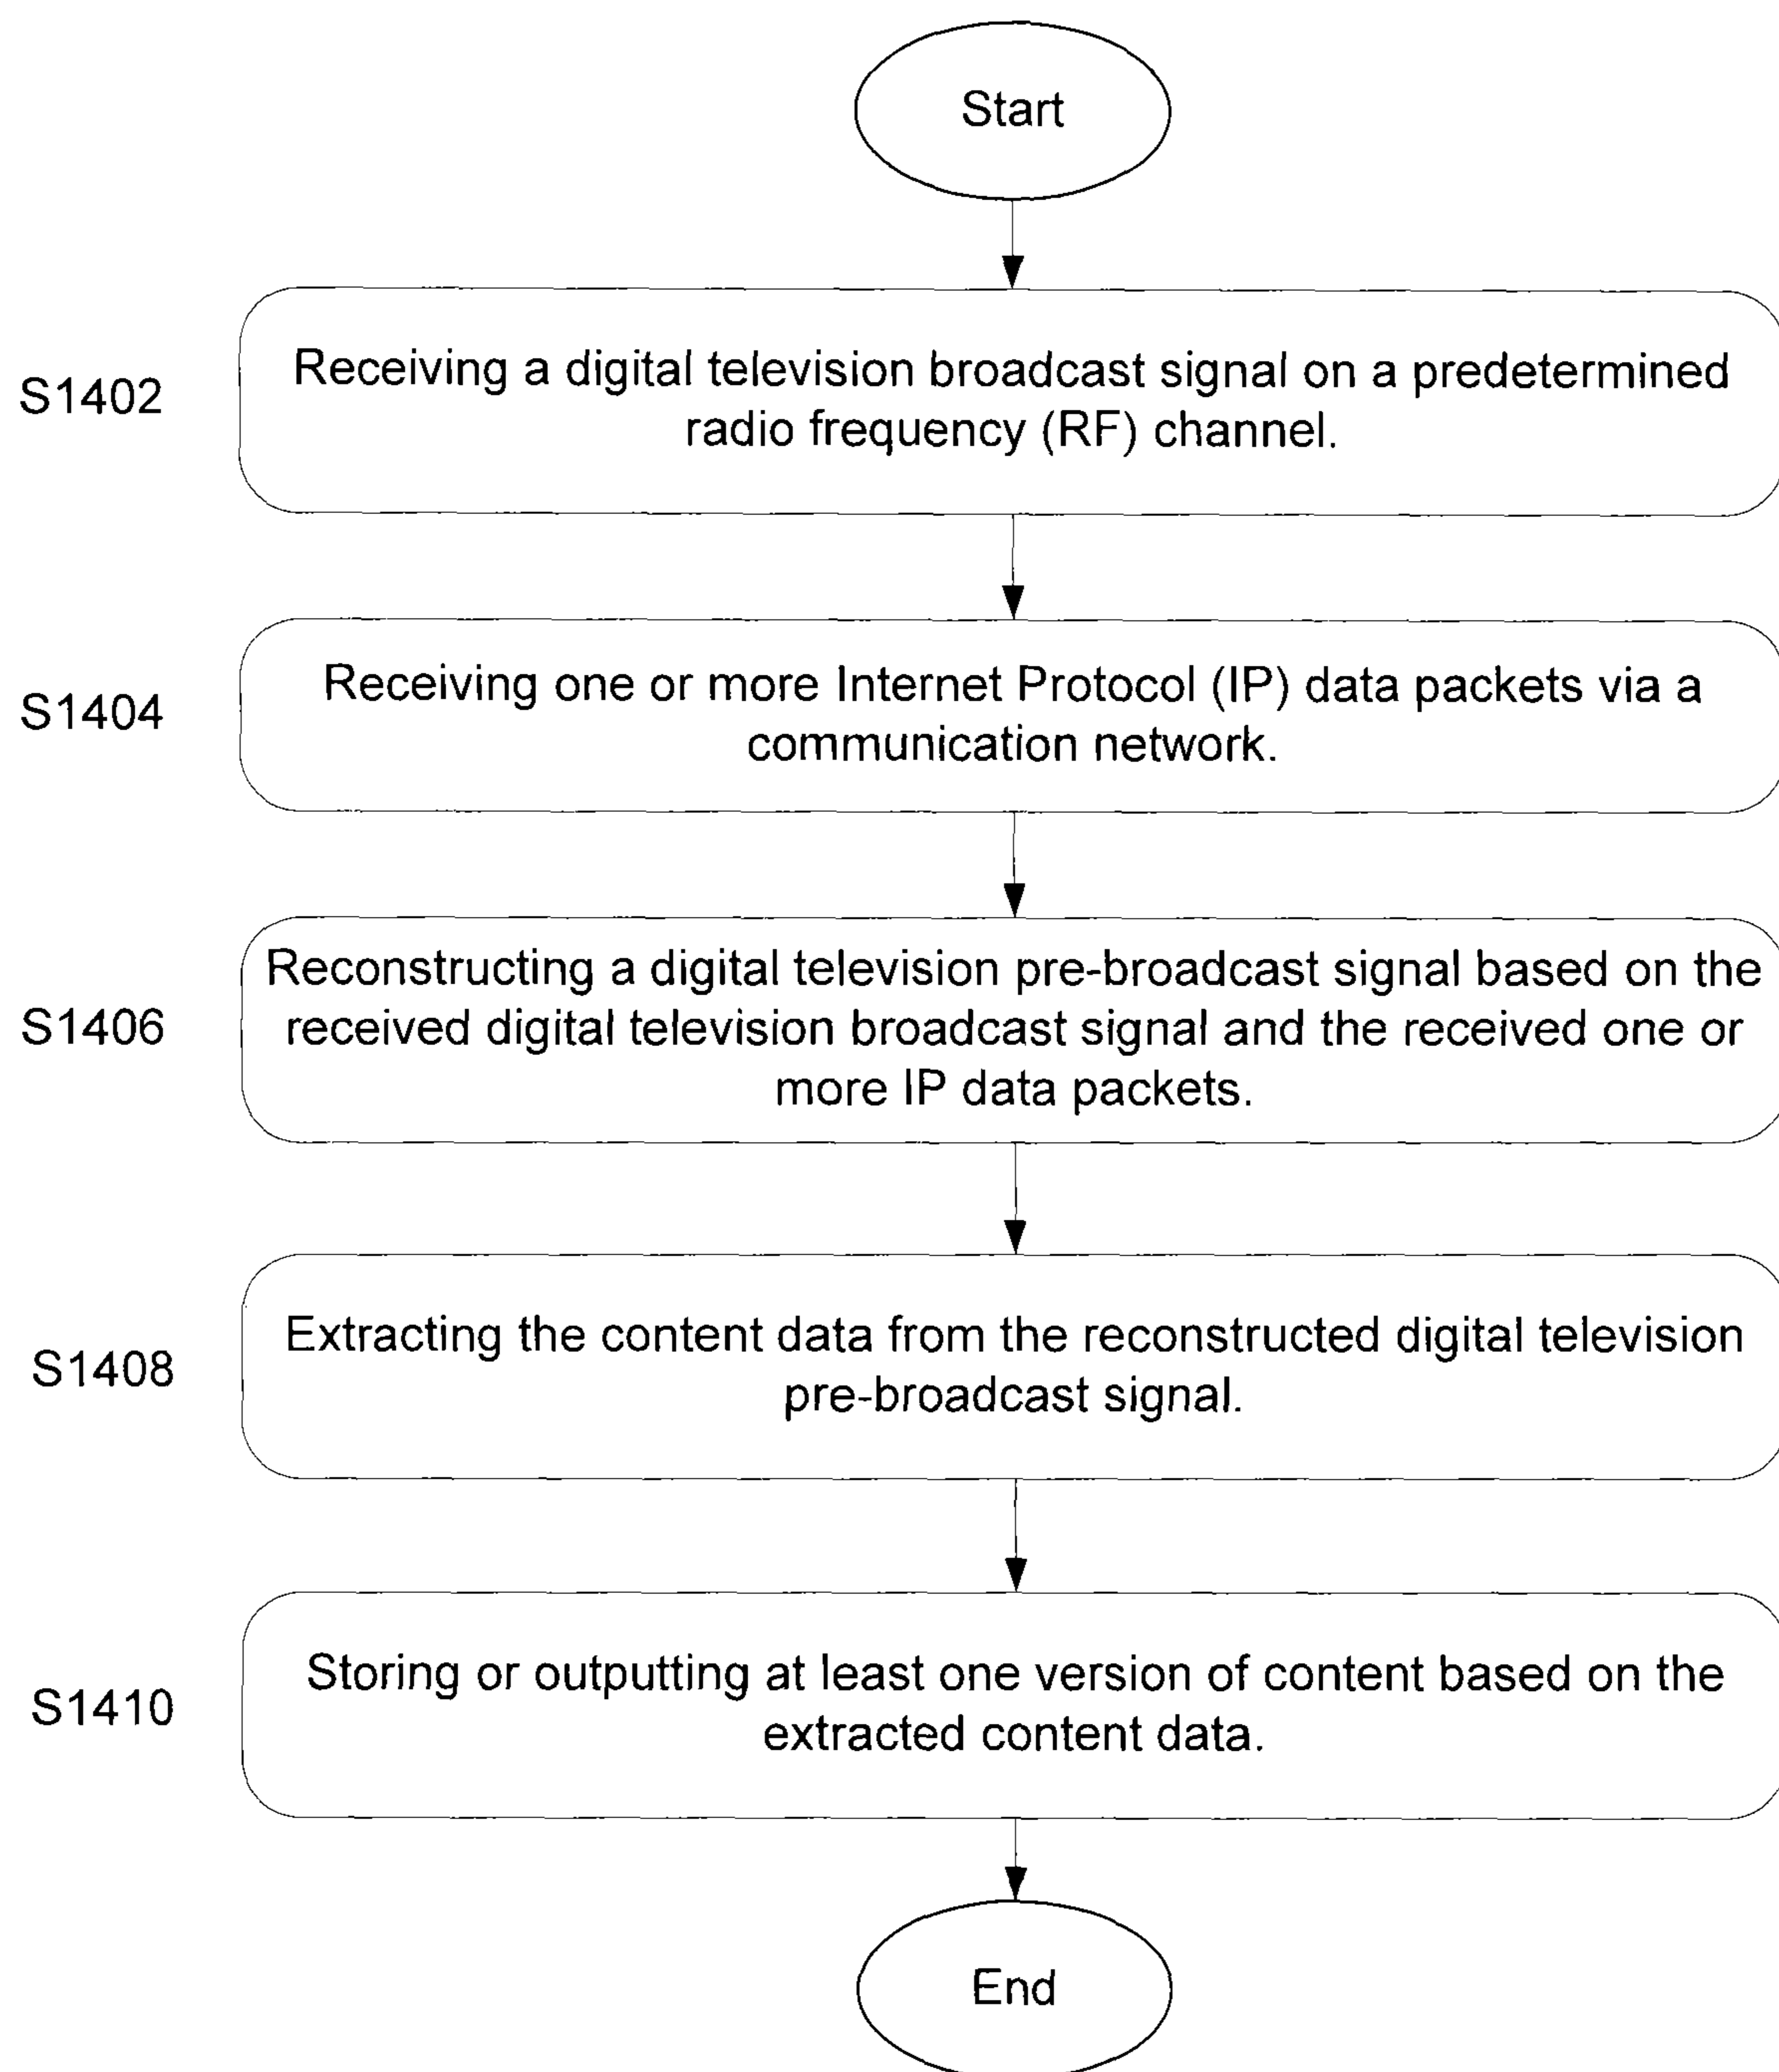 Start
S1402
Receiving a digital television broadcast signal on a predetermined
radio frequency (RF) channel.
S1404
Receiving one or more Internet Protocol (IP) data packets via a
communication network.
S1406
Reconstructing a digital television pre-broadcast signal based on the
received digital television broadcast signal and the received one or
more IP data packets.
S1408
Extracting the content data from the reconstructed digital television
pre-broadcast signal.
S1410
Storing or outputting at least one version of content based on the
extracted content data.
End